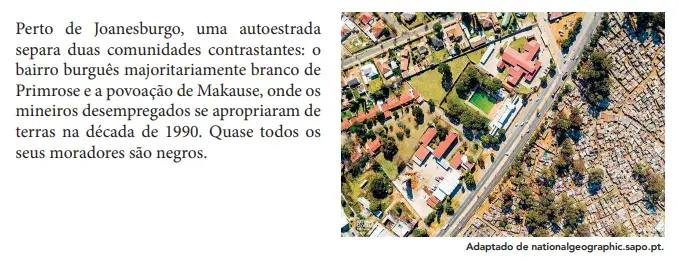 Perto de Joanesburgo, uma autoestrada
separa duas comunidades contrastantes: o
bairro burguês majoritariamente branco de
Primrose e a povoação de Makause, onde os
mineiros desempregados se apropriaram de
terras na década de 1990. Quase todos os
seus moradores são negros.
Adaptado de nationalgeographic.sapo.pt.